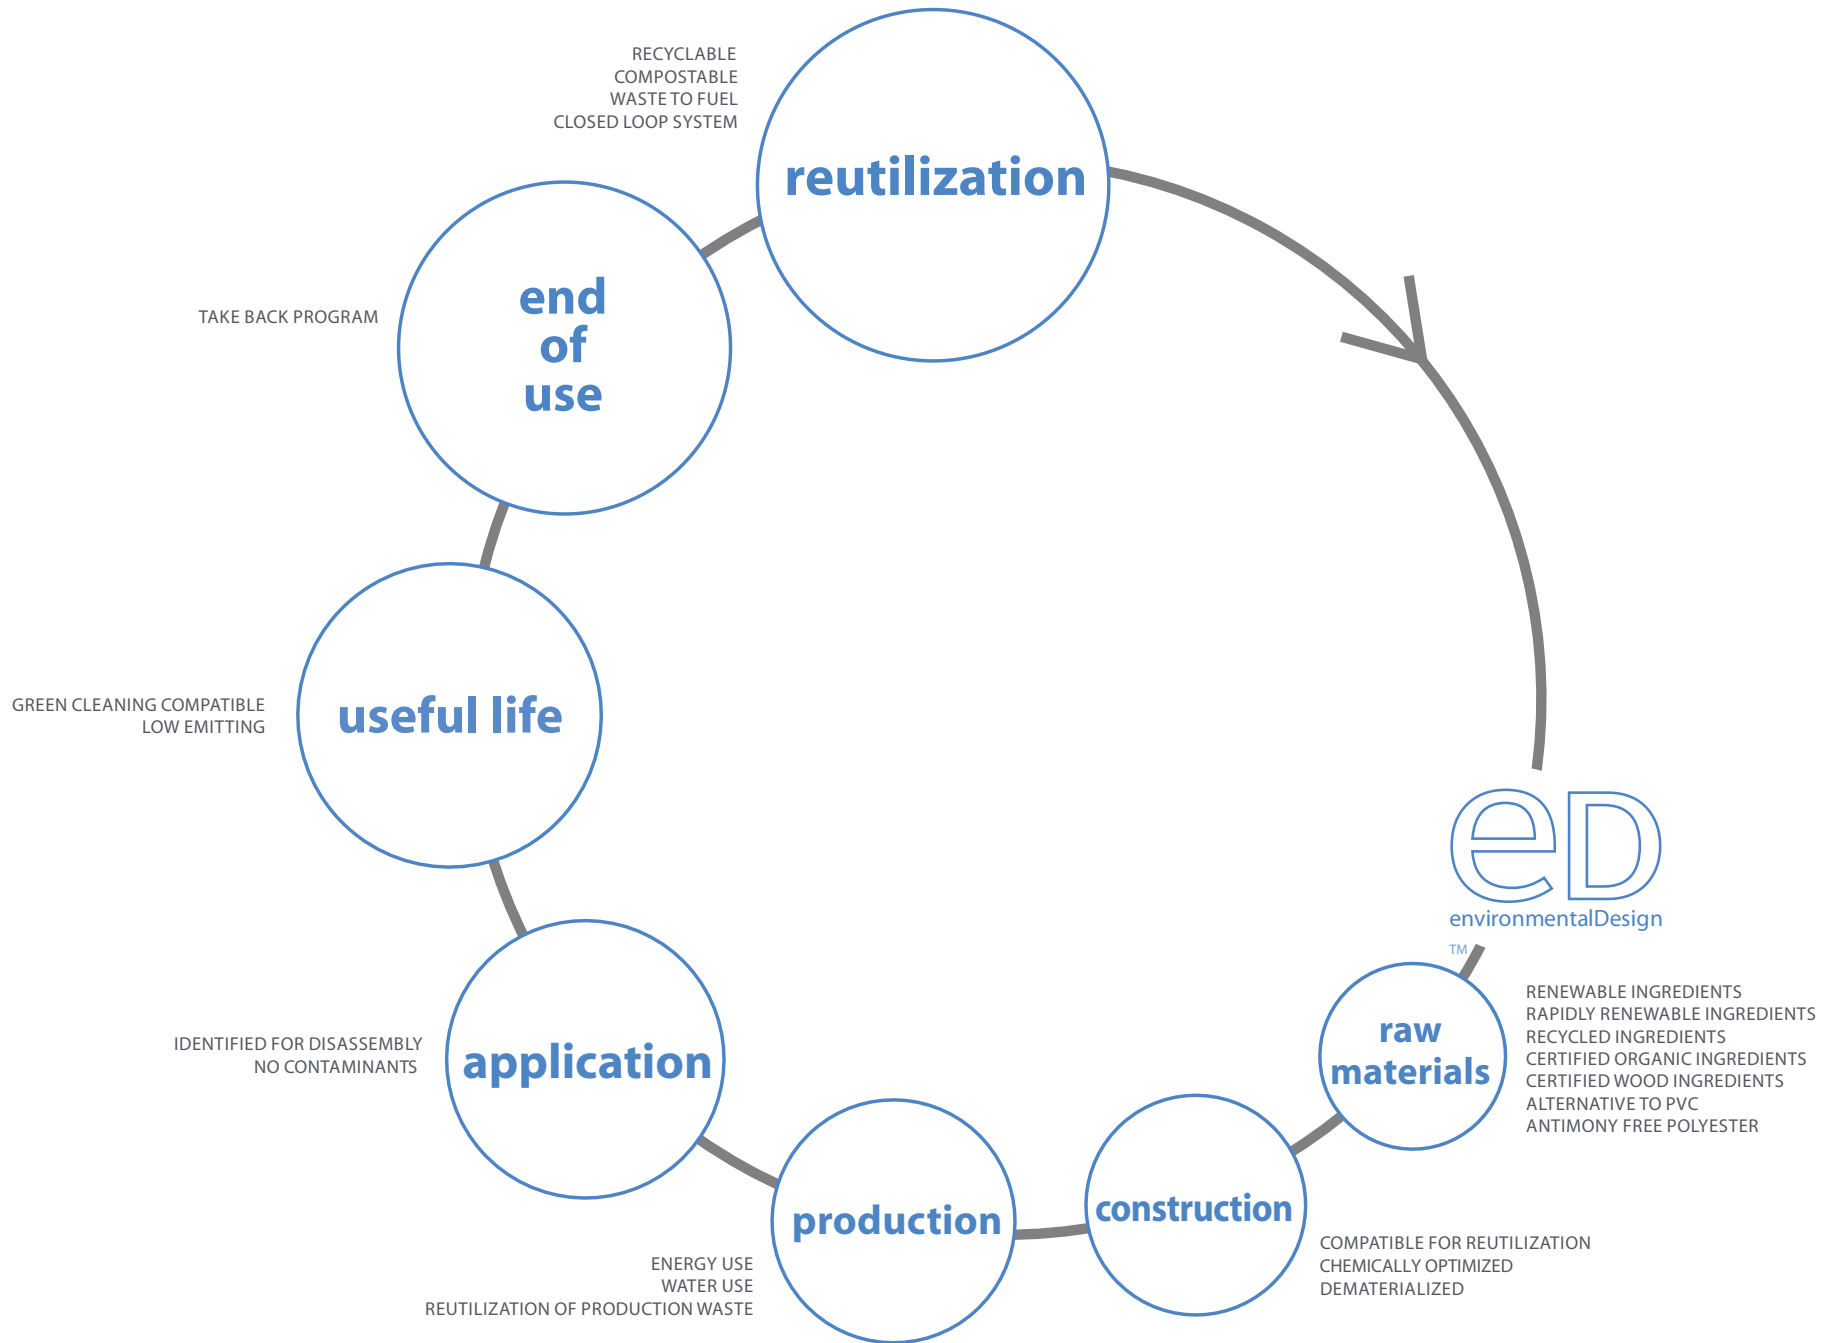 RECYCLABLE
COMPOSTABLE
WASTE TO FUEL
CLOSED LOOP SYSTEM
reutilization
end
of
use
TAKE BACK PROGRAM
GREEN CLEANING COMPATIBLE
LOW EMITTING
useful life
eD
environmentalDesign
TM
IDENTIFIED FOR DISASSEMBLY
NO CONTAMINANTS
application
raw
materials
RENEWABLE INGREDIENTS
RAPIDLY RENEWABLE INGREDIENTS
RECYCLED INGREDIENTS
CERTIFIED ORGANIC INGREDIENTS
CERTIFIED WOOD INGREDIENTS
ALTERNATIVE TO PVC
ANTIMONY FREE POLYESTER
production
construction
ENERGY USE
WATER USE
REUTILIZATION OF PRODUCTION WASTE
COMPATIBLE FOR REUTILIZATION
CHEMICALLY OPTIMIZED
DEMATERIALIZED